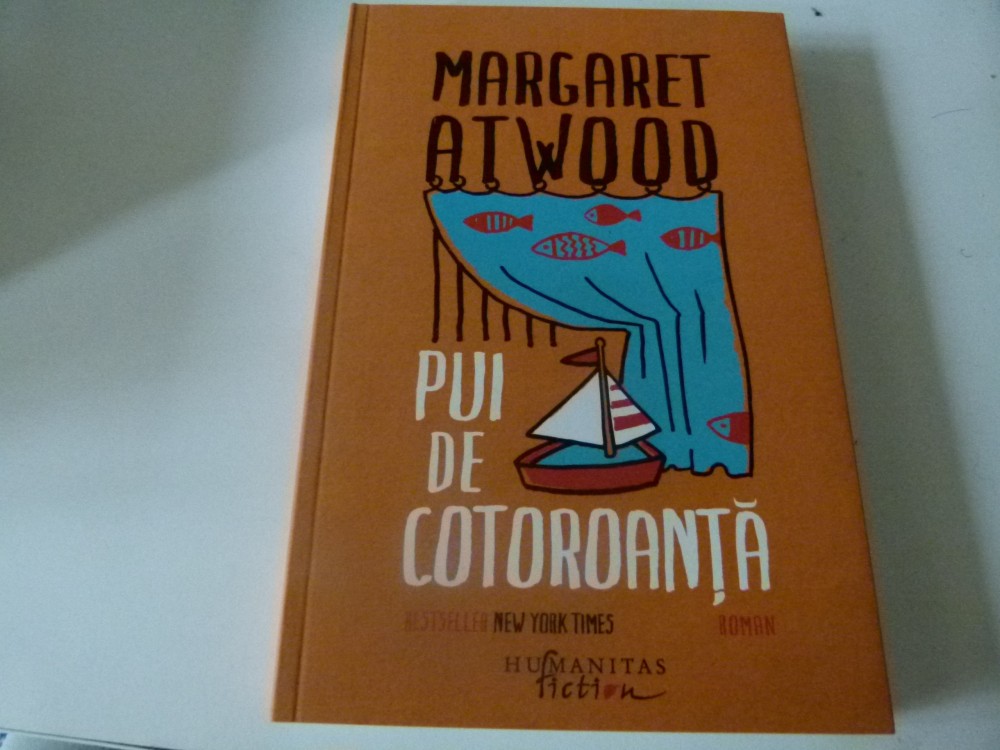 MARGARET
ATWOOD
PUI
DE
COTOROANȚĂ
BESTSELLER NEW YORK TIMES
ROMAN
HUMANITAS
fiction